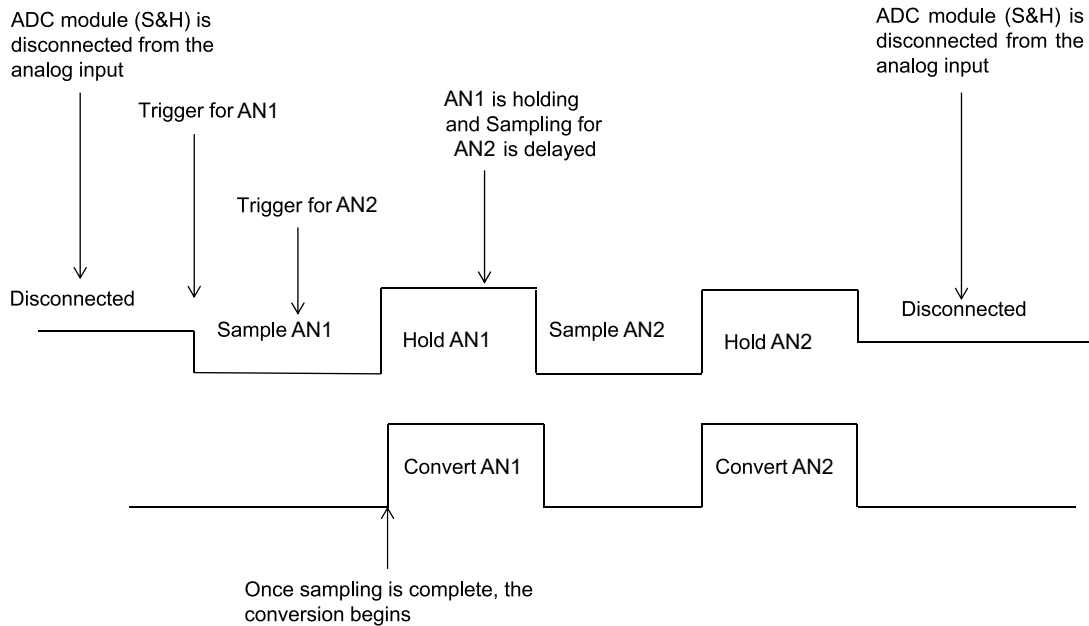 ADC module (S&H) is
disconnected from the
analog input
ADC module (S&H) is
disconnected from the
analog input
Trigger for AN1
AN1 is holding
and Sampling for
AN2 is delayed
Trigger for AN2
Disconnected
Sample AN1
Hold AN1
Sample AN2
Hold AN2
Disconnected
Convert AN1
Convert AN2
Once sampling is complete, the
conversion begins